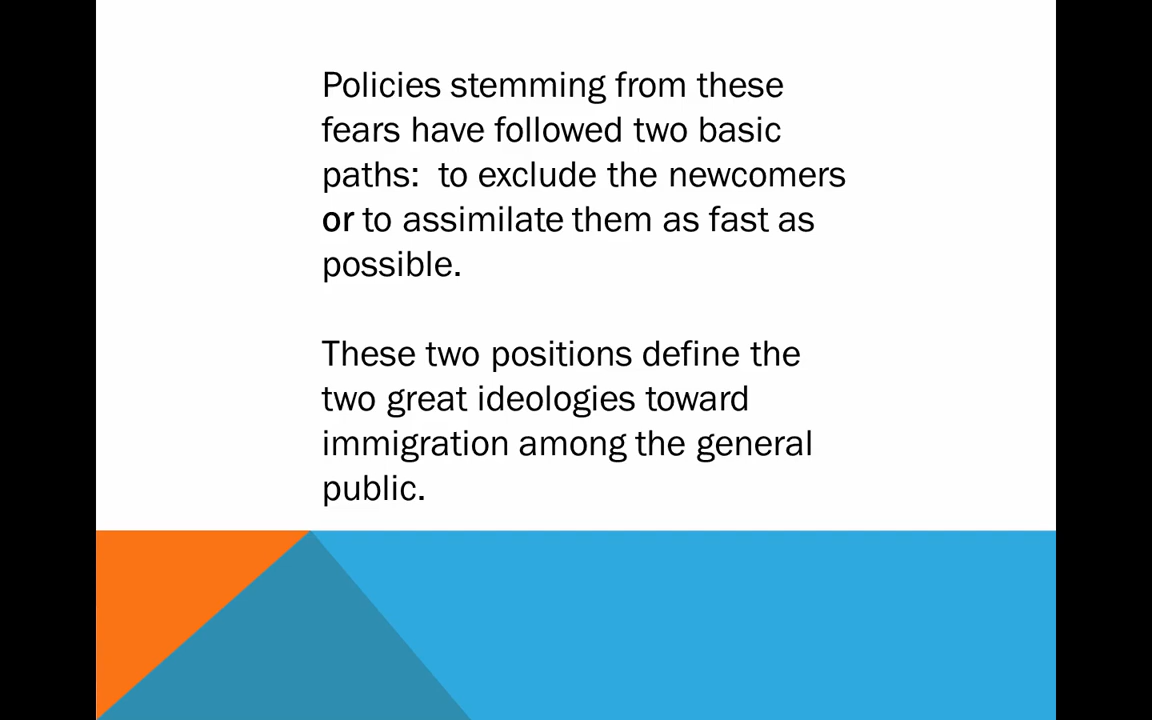 Policies stemming from these
fears have followed two basic
paths:  to exclude the newcomers
or to assimilate them as fast as
possible.
These two positions define the
two great ideologies toward
immigration among the general
public.